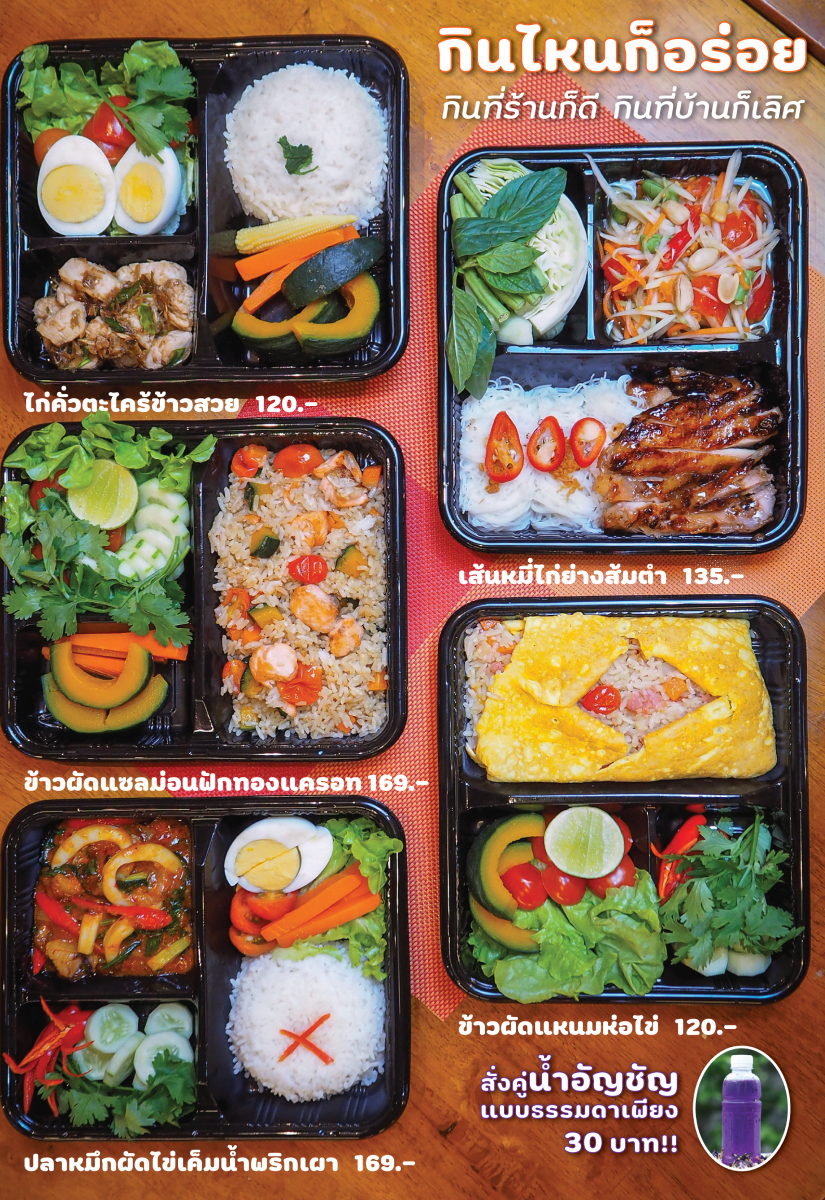 กินไหนก็อร่อย
กินที่ร้านก็ดี กินที่บ้านก็เลิศ
ไก่คั่วตะไคร้ข้าวสวย 120.-
เส้นหมี่ไก่ย่างส้มตำ 135.-
ข้าวผัดแซลม่อนฟักทองแครอท 169.-
ข้าวผัดแหนมห่อไข่ 120.-
สั่งคู่น้ำอัญชัญ
แบบธรรมดาเพียง
30 บาท!!
ปลาหมึกผัดไข่เค็มน้ำพริกเผา 169.-